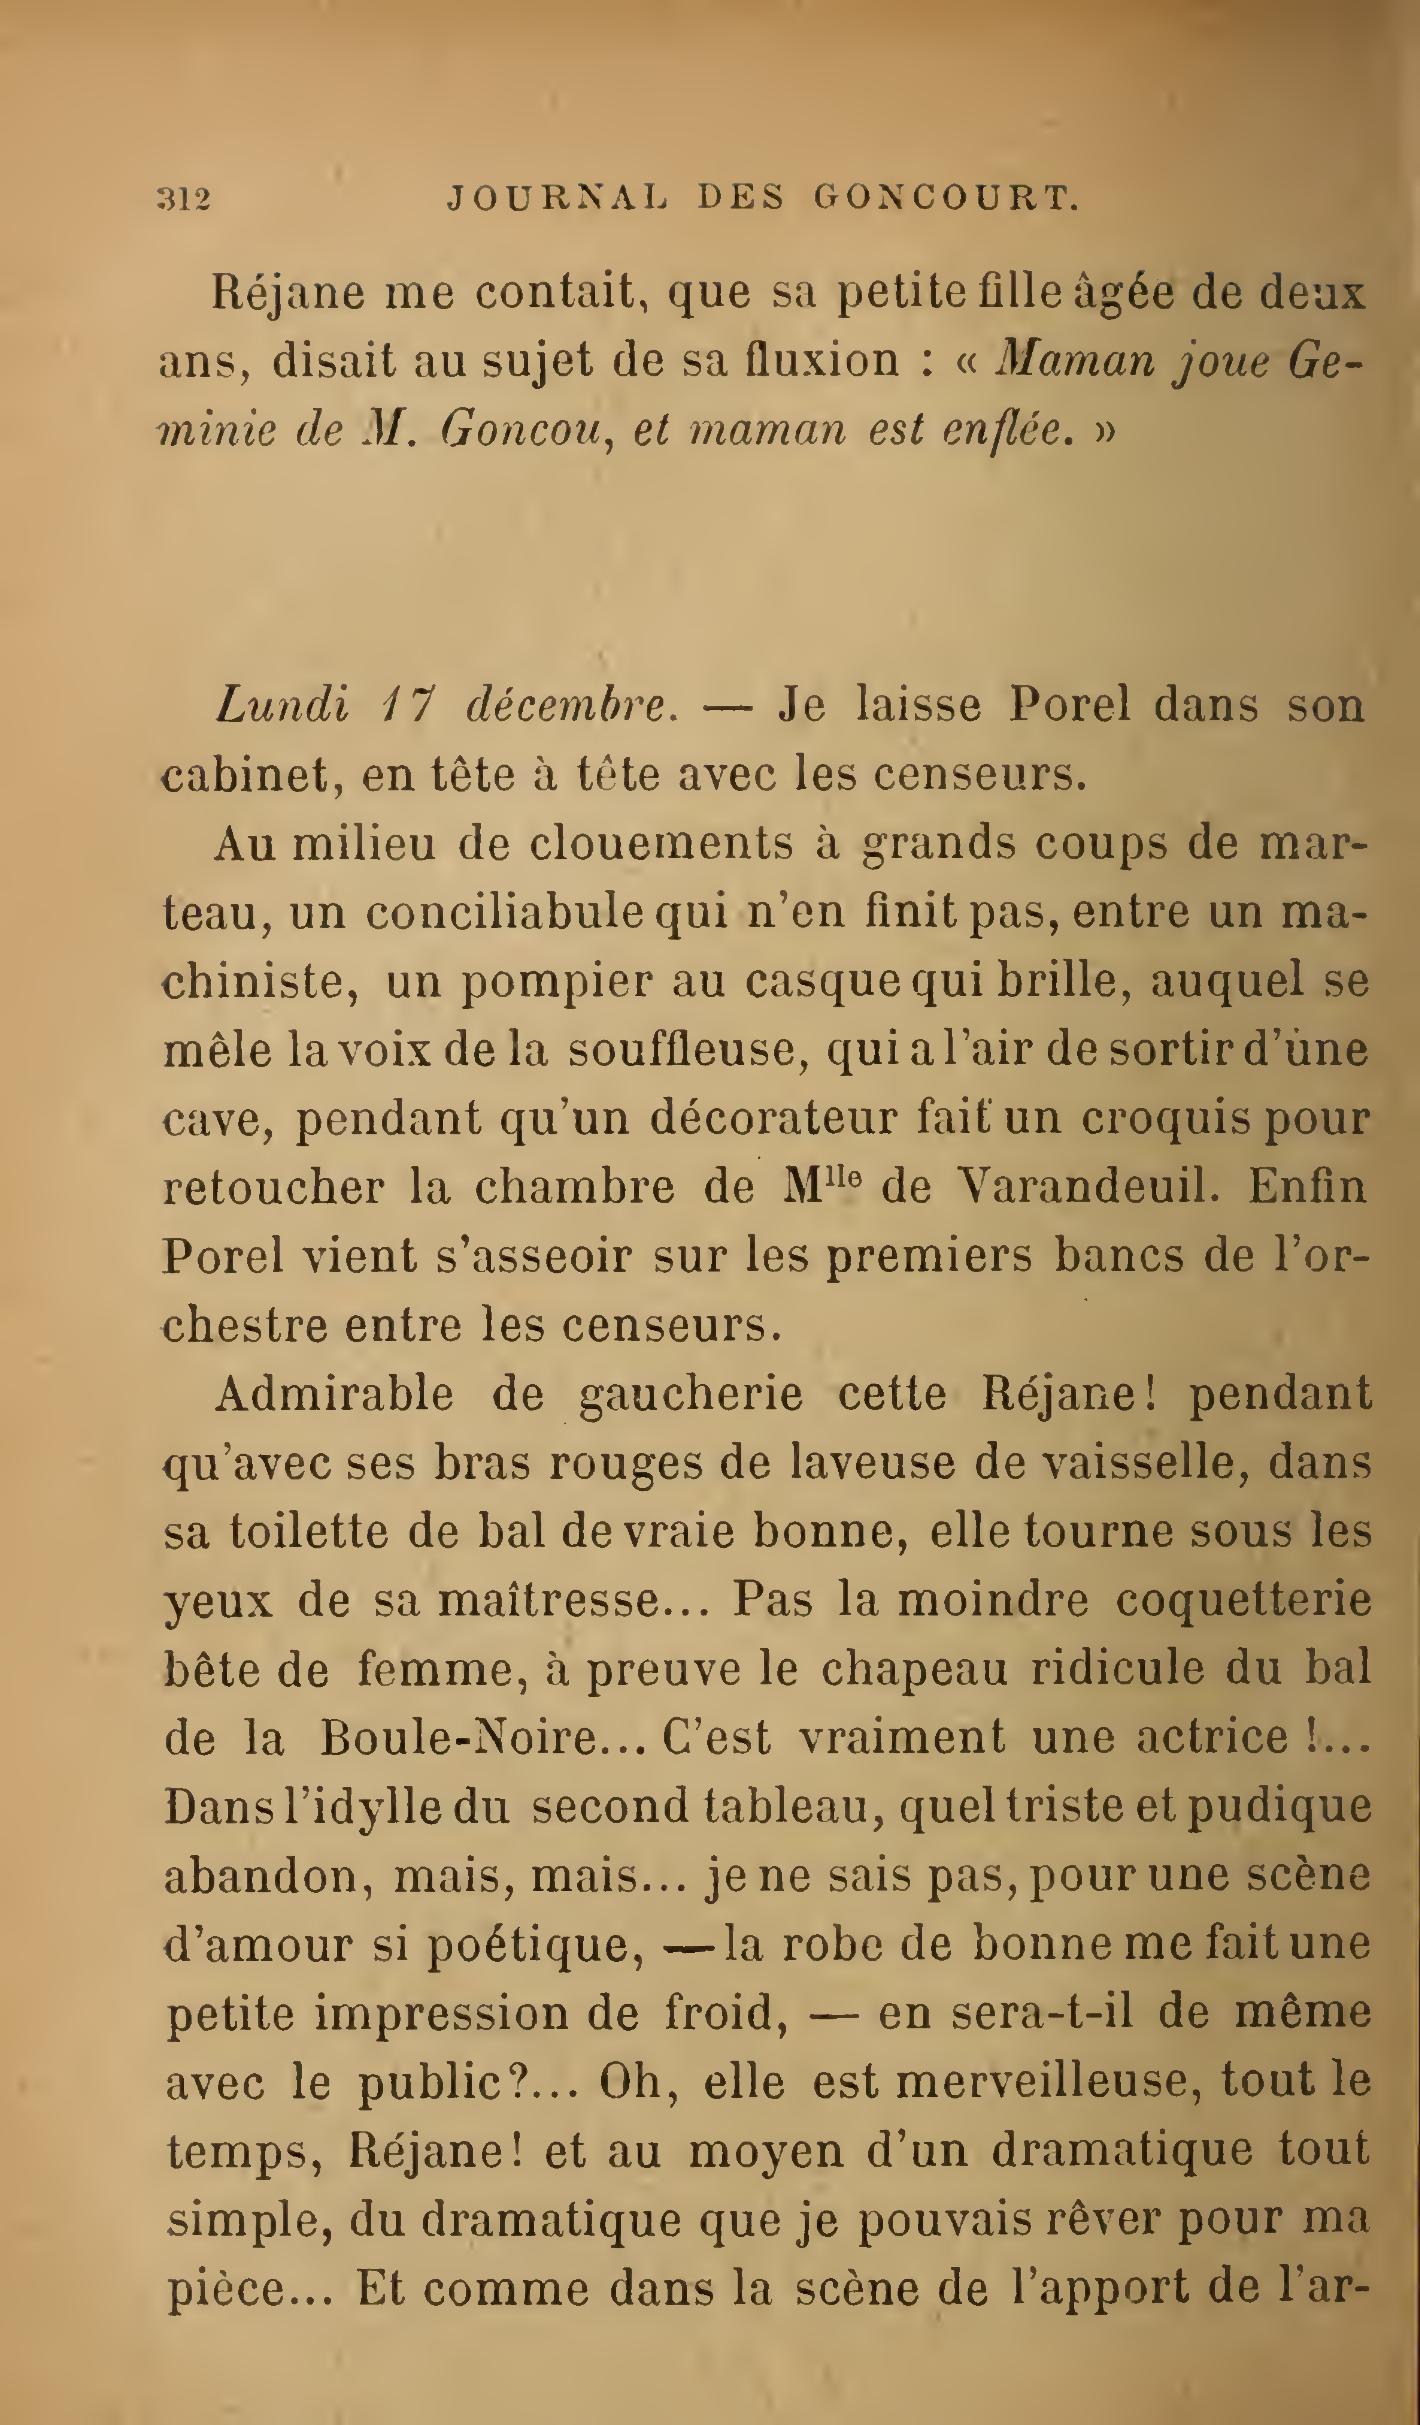 312 JOURNAL DES GONCOURT.
Réjane me contait, que sa petite fille âgée de deux
ans, disait au sujet de sa fluxion : « Maman joue Ge-
minie de M. Goncou, et maman est enflée. »
Lundi 17 décembre. — Je laisse Porel dans son
cabinet, en tête à tête avec les censeurs.
Au milieu de clouements à grands coups de mar-
teau, un conciliabule qui n'en finit pas, entre un ma-
chiniste, un pompier au casque qui brille, auquel se
mêle la voix de la souffleuse, qui a l'air de sortir d'une
cave, pendant qu'un décorateur fait un croquis pour
retoucher la chambre de Mlle de Varandeuil. Enfin
Porel vient s'asseoir sur les premiers bancs de l'or-
chestre entre les censeurs.
Admirable de gaucherie cette Réjane! pendant
qu'avec ses bras rouges de laveuse de vaisselle, dans
sa toilette de bal de vraie bonne, elle tourne sous les
yeux de sa maîtresse... Pas la moindre coquetterie
bête de femme, à preuve le chapeau ridicule du bal
de la Boule-Noire... C'est vraiment une actrice !...
Dans l'idylle du second tableau, quel triste et pudique
abandon, mais, mais... je ne sais pas, pour une scène
d'amour si poétique, — la robe de bonne me fait une
petite impression de froid, — en sera-t-il de même
avec le public?... Oh, elle est merveilleuse, tout le
temps, Réjane! et au moyen d'un dramatique tout
simple, du dramatique que je pouvais rêver pour ma
pièce... Et comme dans la scène de l'apport de l'ar-